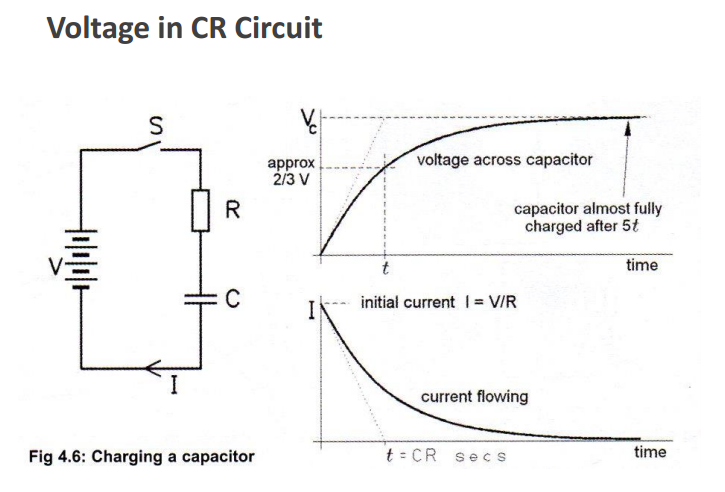 Voltage in CR Circuit
S
R
V
C
I
Fig 4.6: Charging a capacitor
Vc
approx
2/3 V
voltage across capacitor
capacitor almost fully
charged after 5t
t
time
I
initial current I = V/R
current flowing
t = CR secs
time